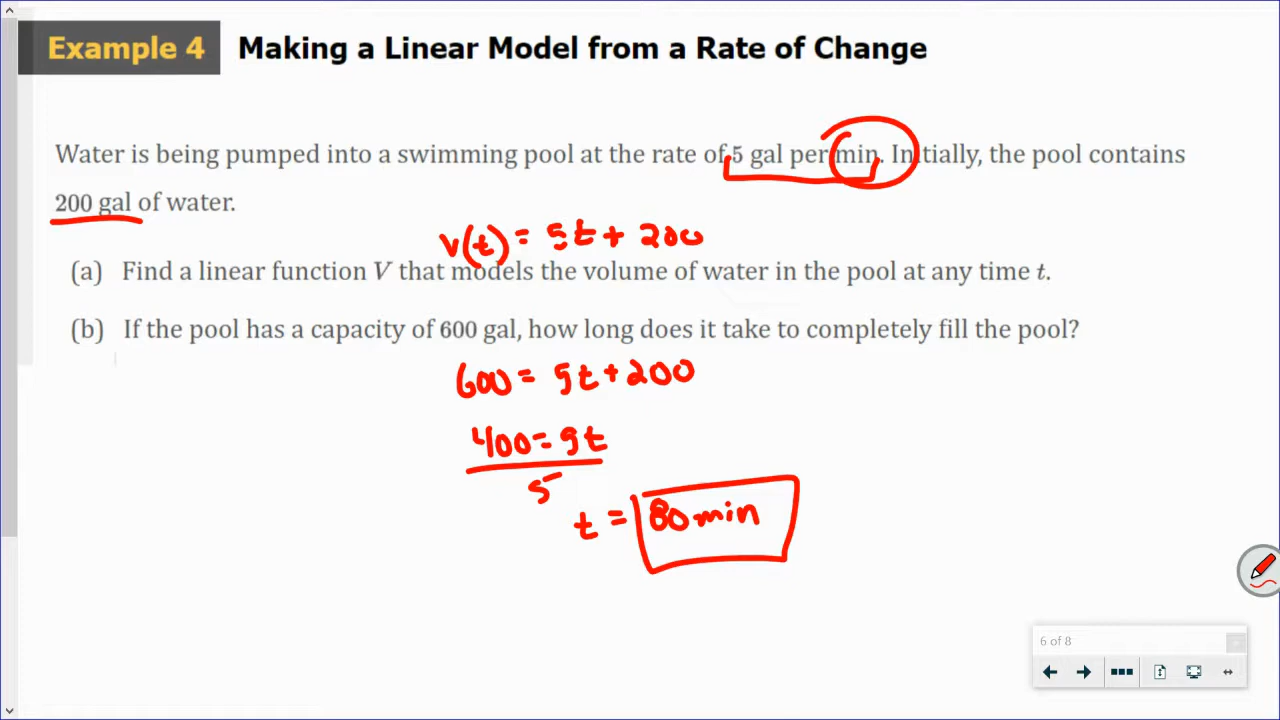 Example 4 Making a Linear Model from a Rate of Change
Water is being pumped into a swimming pool at the rate of 5 gal per min. Initially, the pool contains
200 gal of water.
v(t) = 5t + 200
(a) Find a linear function V that models the volume of water in the pool at any time t.
(b) If the pool has a capacity of 600 gal, how long does it take to completely fill the pool?
600 = 5t + 200
400 = 5t
5
t = 80 min
6 of 8